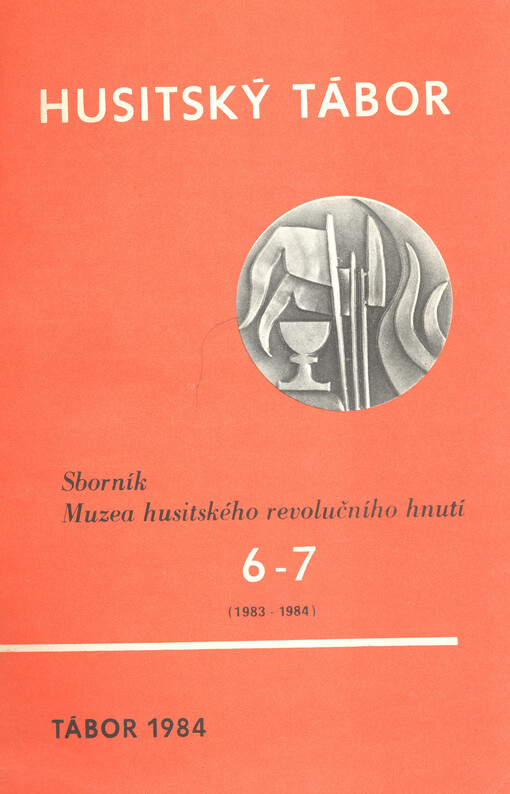 HUSITSKÝ TÁBOR
Sborník
Muzea husitského revolučního hnutí
6-7
(1983 - 1984)
TÁBOR 1984